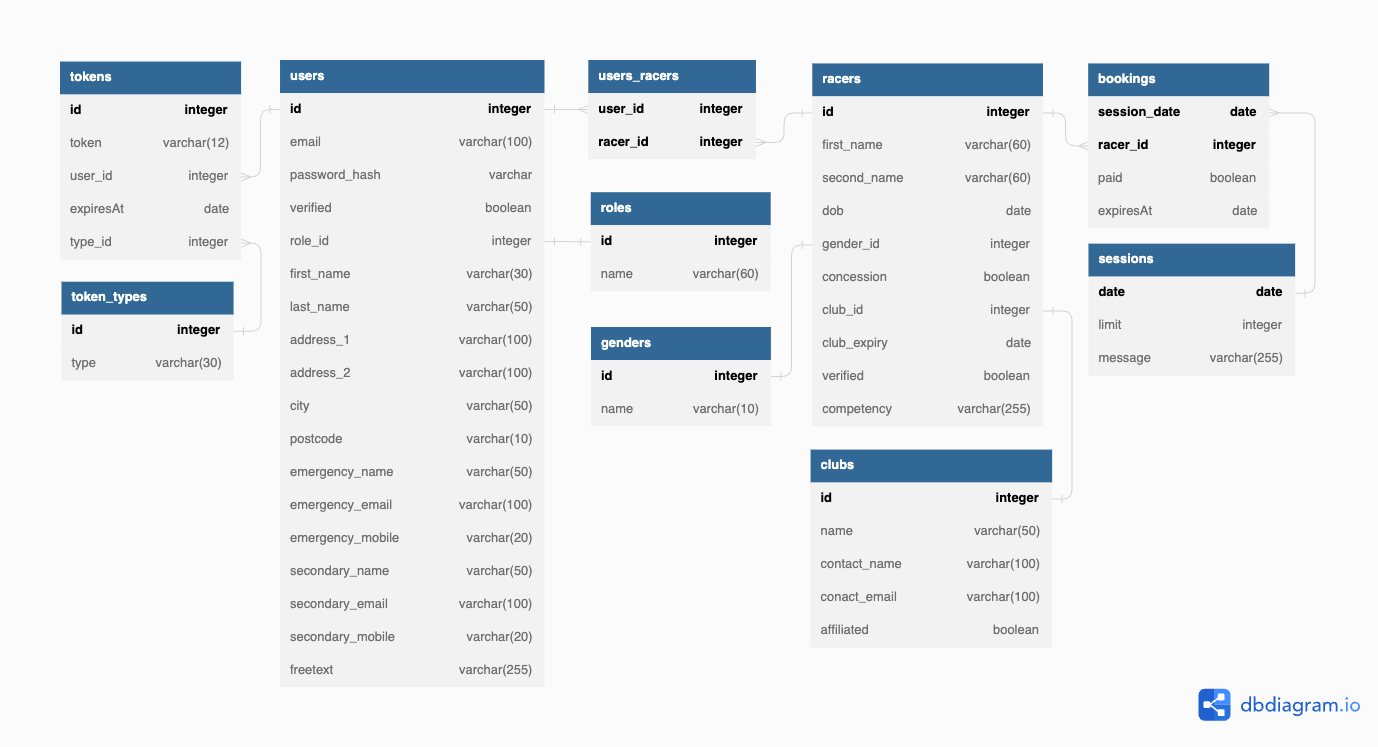 tokens
id integer
token varchar(12)
user_id integer
expiresAt date
type_id integer
token_types
id integer
type varchar(30)
users
id integer
email varchar(100)
password_hash varchar
verified boolean
role_id integer
first_name varchar(30)
last_name varchar(50)
address_1 varchar(100)
address_2 varchar(100)
city varchar(50)
postcode varchar(10)
emergency_name varchar(50)
emergency_email varchar(100)
emergency_mobile varchar(20)
secondary_name varchar(50)
secondary_email varchar(100)
secondary_mobile varchar(20)
freetext varchar(255)
users_racers
user_id integer
racer_id integer
roles
id integer
name varchar(60)
genders
id integer
name varchar(10)
racers
id integer
first_name varchar(60)
second_name varchar(60)
dob date
gender_id integer
concession boolean
club_id integer
club_expiry date
verified boolean
competency varchar(255)
clubs
id integer
name varchar(50)
contact_name varchar(100)
conact_email varchar(100)
affiliated boolean
bookings
session_date date
racer_id integer
paid boolean
expiresAt date
sessions
date date
limit integer
message varchar(255)
dbdiagram.io